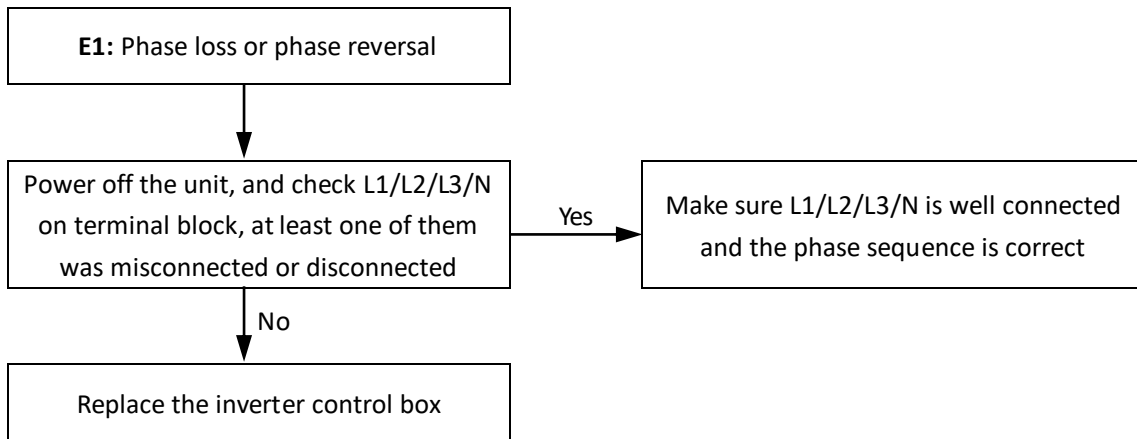 E1: Phase loss or phase reversal
Power off the unit, and check L1/L2/L3/N
on terminal block, at least one of them
was misconnected or disconnected
Yes
Make sure L1/L2/L3/N is well connected
and the phase sequence is correct
No
Replace the inverter control box